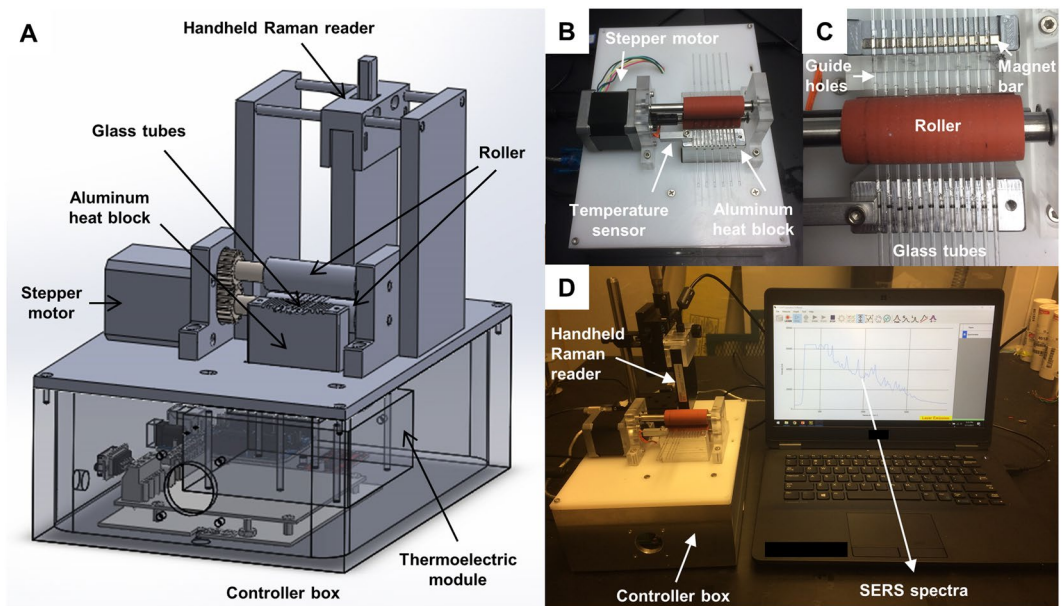 A
Handheld Raman
reader
Glass tubes
Roller
Aluminum
heat block
Stepper
motor
Thermoelectric
module
Controller box
B
Stepper motor
Temperature
sensor
Aluminum
heat block
C
Guide
holes
Magnet
bar
Roller
Glass tubes
D
Handheld
Raman
reader
Controller box
SERS spectra